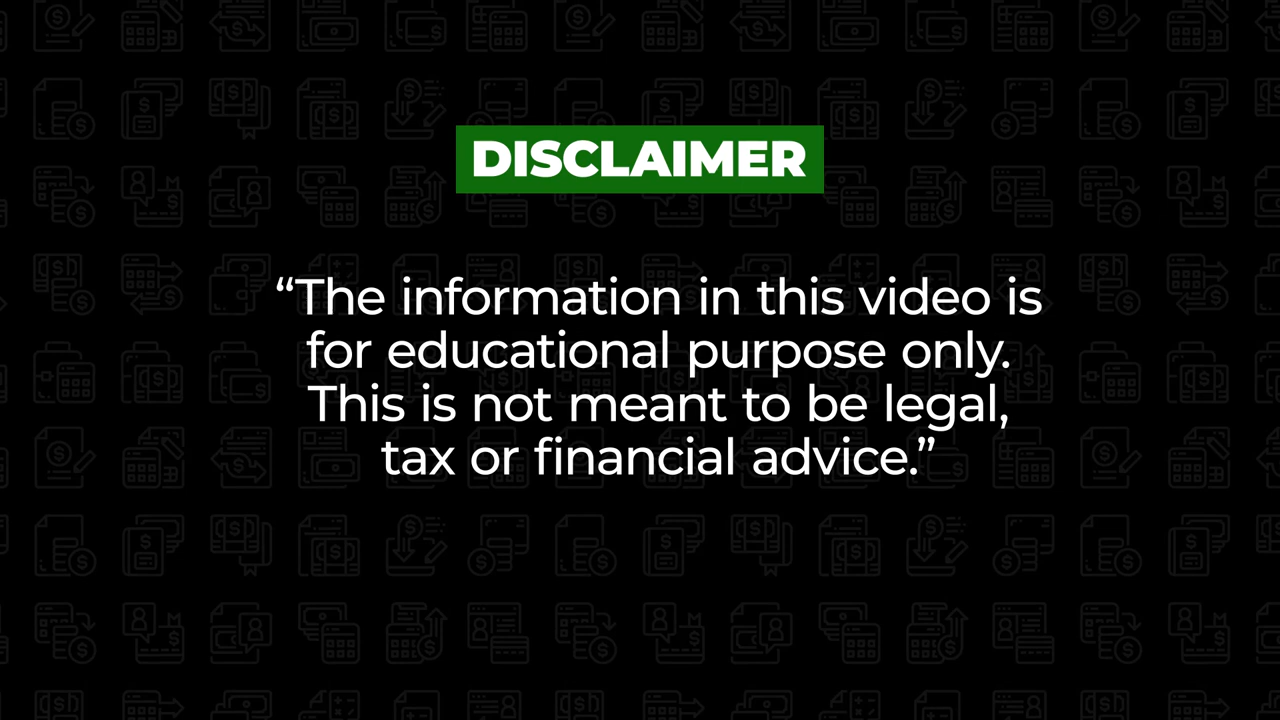 DISCLAIMER
“The information in this video is
for educational purpose only.
This is not meant to be legal,
tax or financial advice.”